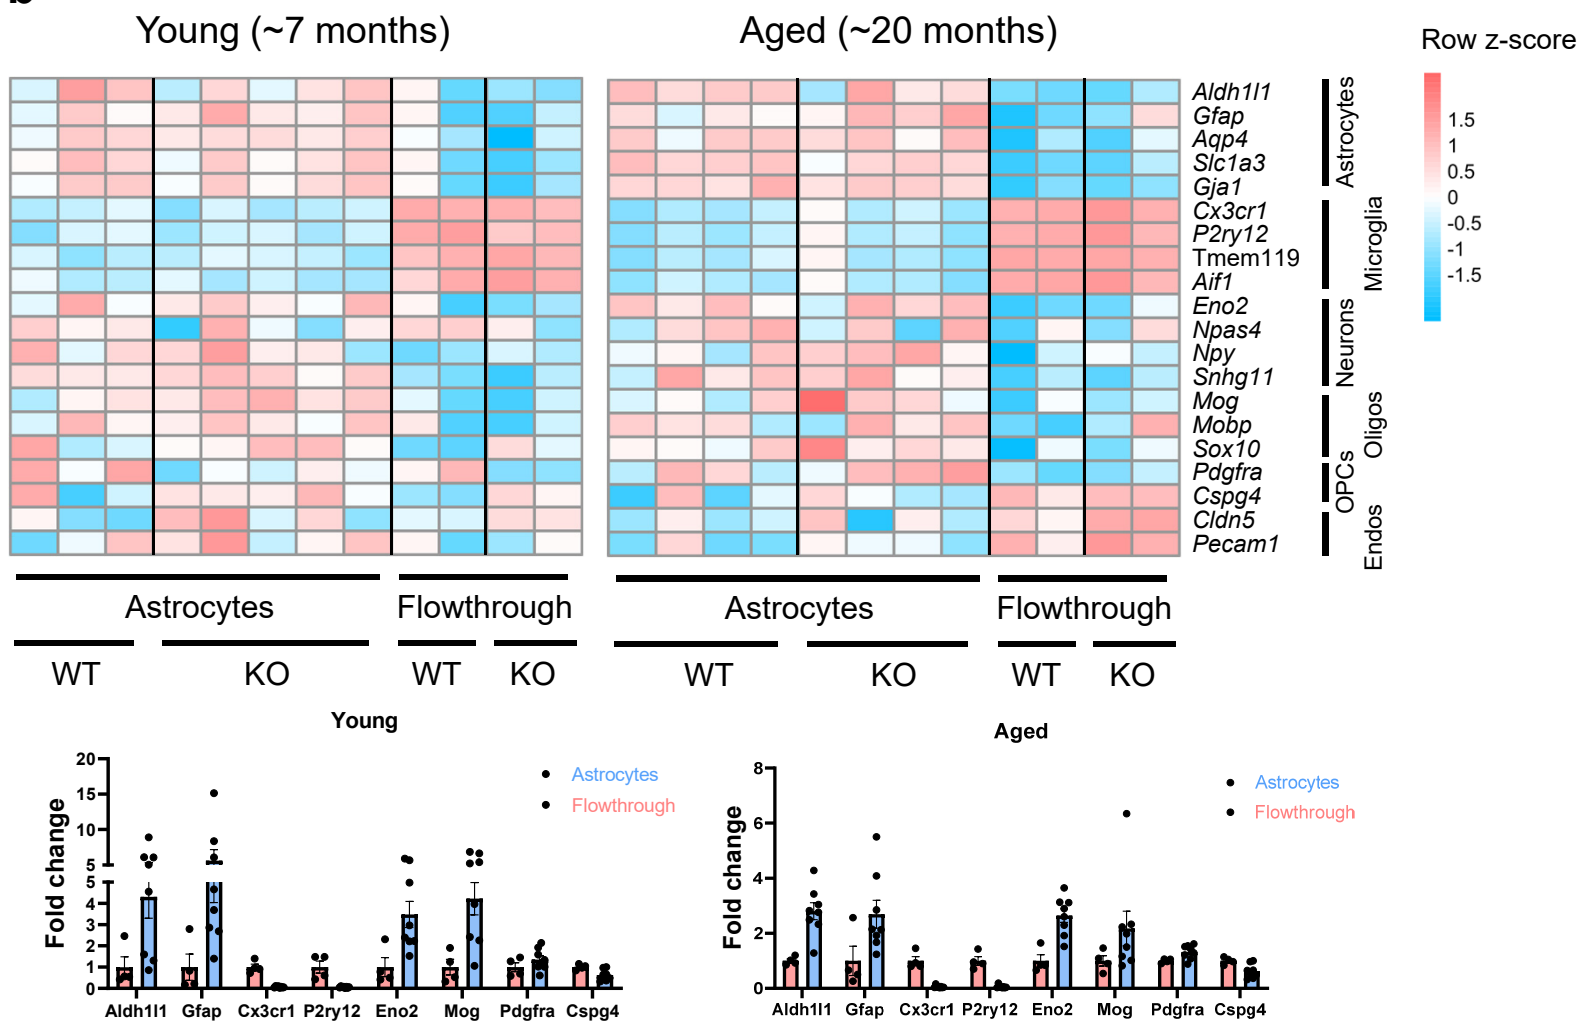 Young (~7 months)
Aged (~20 months)
Row z-score
1.5
1
0.5
0
-0.5
-1
-1.5
Aldh1l1
Gfap
Aqp4
Slc1a3
Gja1
Cx3cr1
P2ry12
Tmem119
Aif1
Eno2
Npas4
Npy
Snhg11
Mog
Mobp
Sox10
Pdgfra
Cspg4
Cldn5
Pecam1
Astrocytes
Microglia
Neurons
Oligos
OPCs
Endos
Astrocytes
Flowthrough
Astrocytes
Flowthrough
WT
KO
WT
KO
WT
KO
WT
KO
Young
Fold change
20
15
10
5
5
4
3
2
1
0
Astrocytes
Flowthrough
Aldh1l1 Gfap Cx3cr1 P2ry12 Eno2 Mog Pdgfra Cspg4
Aged
Fold change
8
6
4
2
0
Astrocytes
Flowthrough
Aldh1l1 Gfap Cx3cr1 P2ry12 Eno2 Mog Pdgfra Cspg4